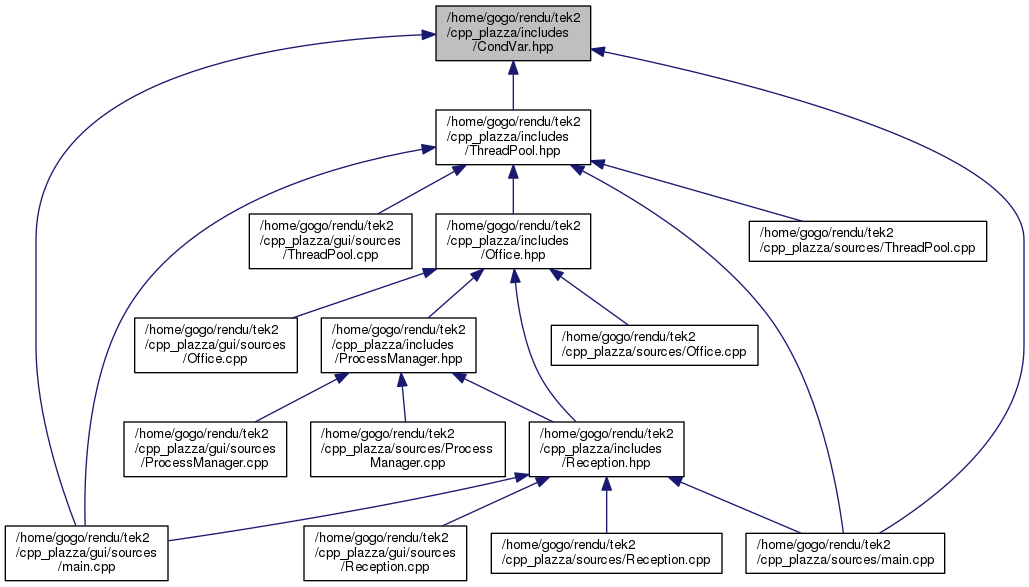 /home/gogo/rendu/tek2
/cpp_plazza/includes
/CondVar.hpp
/home/gogo/rendu/tek2
/cpp_plazza/includes
/ThreadPool.hpp
/home/gogo/rendu/tek2
/cpp_plazza/gui/sources
/ThreadPool.cpp
/home/gogo/rendu/tek2
/cpp_plazza/includes
/Office.hpp
/home/gogo/rendu/tek2
/cpp_plazza/sources/ThreadPool.cpp
/home/gogo/rendu/tek2
/cpp_plazza/gui/sources
/Office.cpp
/home/gogo/rendu/tek2
/cpp_plazza/includes
/ProcessManager.hpp
/home/gogo/rendu/tek2
/cpp_plazza/sources/Office.cpp
/home/gogo/rendu/tek2
/cpp_plazza/gui/sources
/ProcessManager.cpp
/home/gogo/rendu/tek2
/cpp_plazza/sources/Process
Manager.cpp
/home/gogo/rendu/tek2
/cpp_plazza/includes
/Reception.hpp
/home/gogo/rendu/tek2
/cpp_plazza/gui/sources
/main.cpp
/home/gogo/rendu/tek2
/cpp_plazza/gui/sources
/Reception.cpp
/home/gogo/rendu/tek2
/cpp_plazza/sources/Reception.cpp
/home/gogo/rendu/tek2
/cpp_plazza/sources/main.cpp